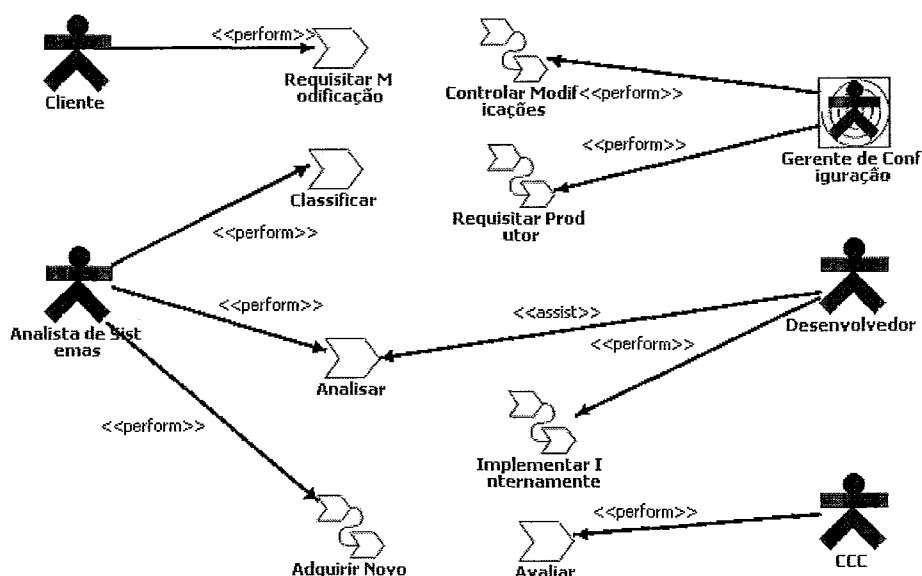 <<perform>>
Cliente
Requisitar M
odificação
Controlar Modif
icações
<<perform>>
<<perform>>
Gerente de Conf
iguração
Requisitar Prod
utor
Classificar
<<perform>>
Analista de Sist
emas
<<perform>>
Analisar
<<assist>>
<<perform>>
Desenvolvedor
<<perform>>
Implementar I
nternamente
Adquirir Novo
<<perform>>
Avaliar
CCC